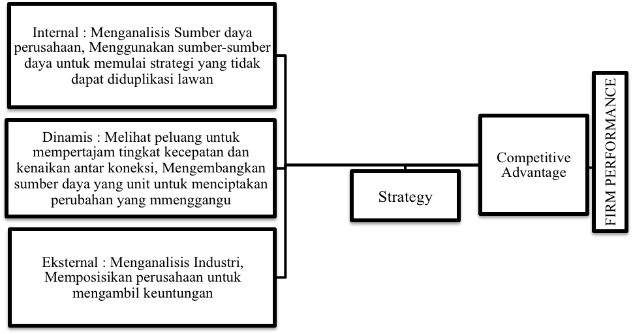 Internal : Menganalisis Sumber daya
perusahaan, Menggunakan sumber-sumber
daya untuk memulai strategi yang tidak
dapat diduplikasi lawan
Dinamis : Melihat peluang untuk
mempertajam tingkat kecepatan dan
kenaikan antar koneksi, Mengembangkan
sumber daya yang unit untuk menciptakan
perubahan yang mmenggangu
Eksternal : Menganalisis Industri,
Memposisikan perusahaan untuk
mengambil keuntungan
Strategy
Competitive
Advantage
FIRM PERFORMANCE